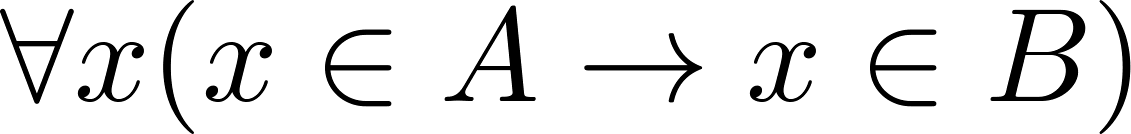 ∀x(x ∈ A → x ∈ B)